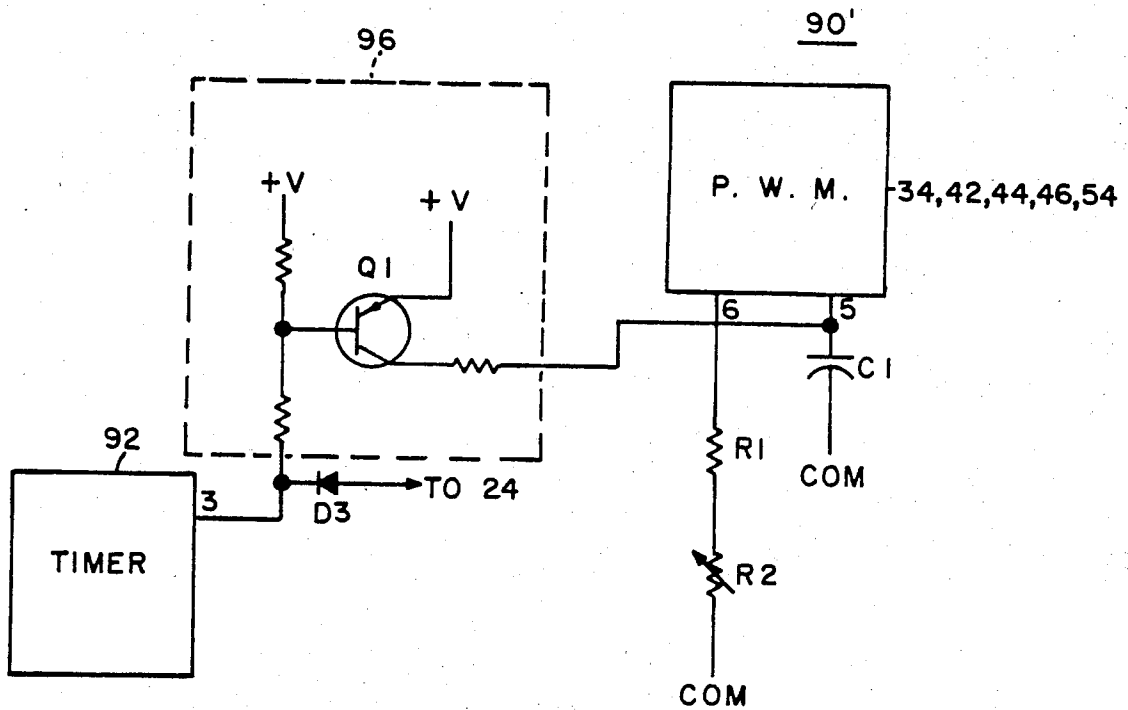 90'
96
+V
+V
P. W. M.
34,42,44,46,54
Q1
6
5
C1
R1
COM
92
3
TO 24
D3
TIMER
R2
COM